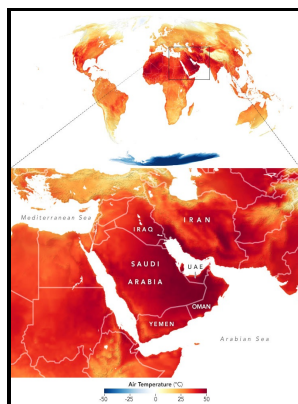 Mediterranean Sea
IRAN
IRAQ
SAUDI
ARABIA
UAE
OMAN
YEMEN
Arabian Sea
Air Temperature (°C)
-50 -25 0 25 50